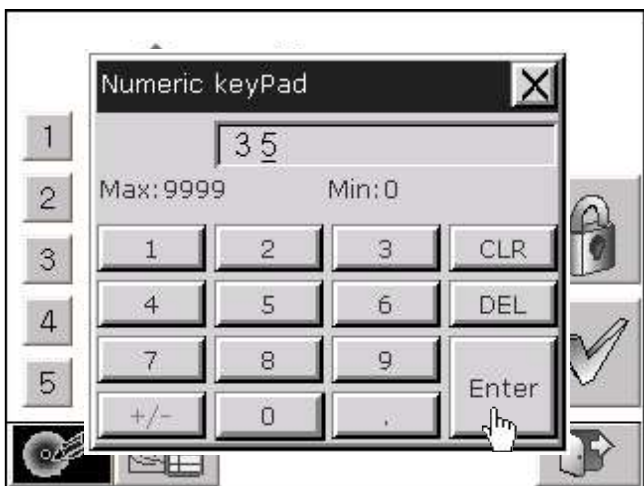 Numeric keyPad X
1
35
2
Max:9999 Min:0
3
1 2 3 CLR
4
4 5 6 DEL
5
7 8 9
Enter
+/- 0 .